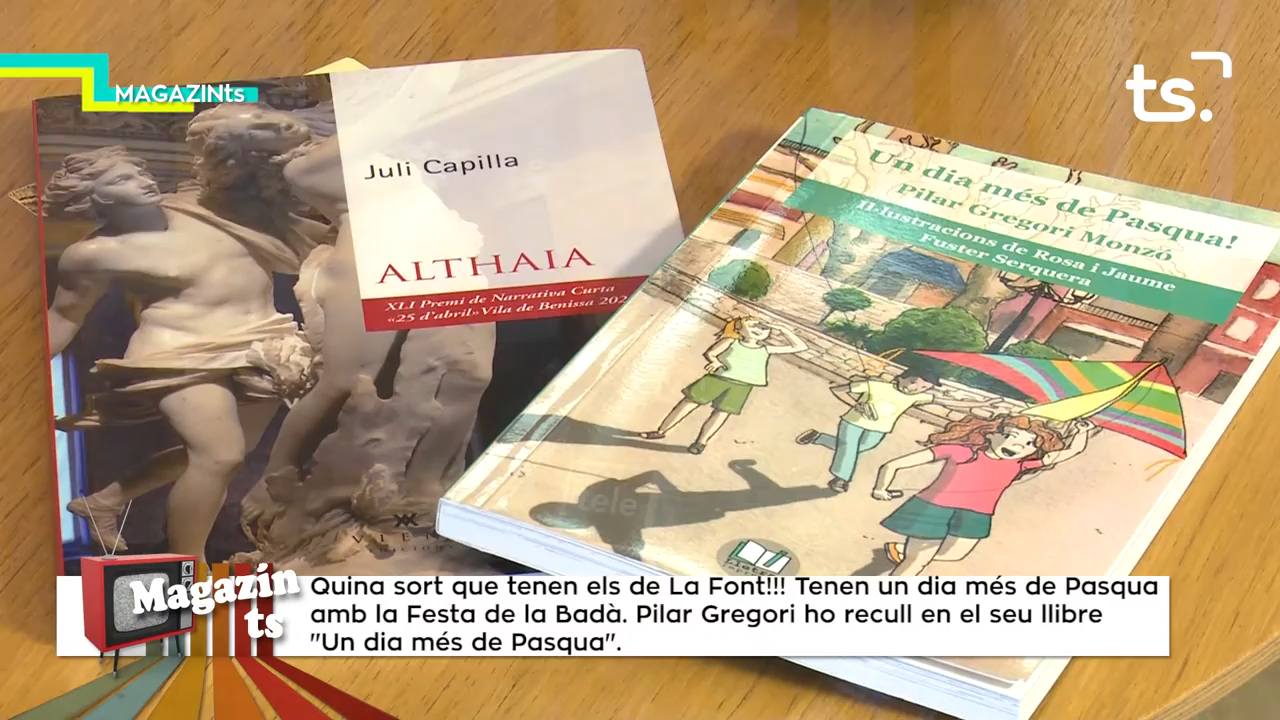 MAGAZINts
ts.
Juli Capilla
ALTHAIA
XLI Premi de Narrativa Curta
«25 d'abril» Vila de Benissa 202
Un dia més de Pasqua!
Pilar Gregori Monzó
Il·lustracions de Rosa i Jaume
Fuster Serquera
tele
Magazín
ts
Quina sort que tenen els de La Font!!! Tenen un dia més de Pasqua
amb la Festa de la Badà. Pilar Gregori ho recull en el seu llibre
"Un dia més de Pasqua".